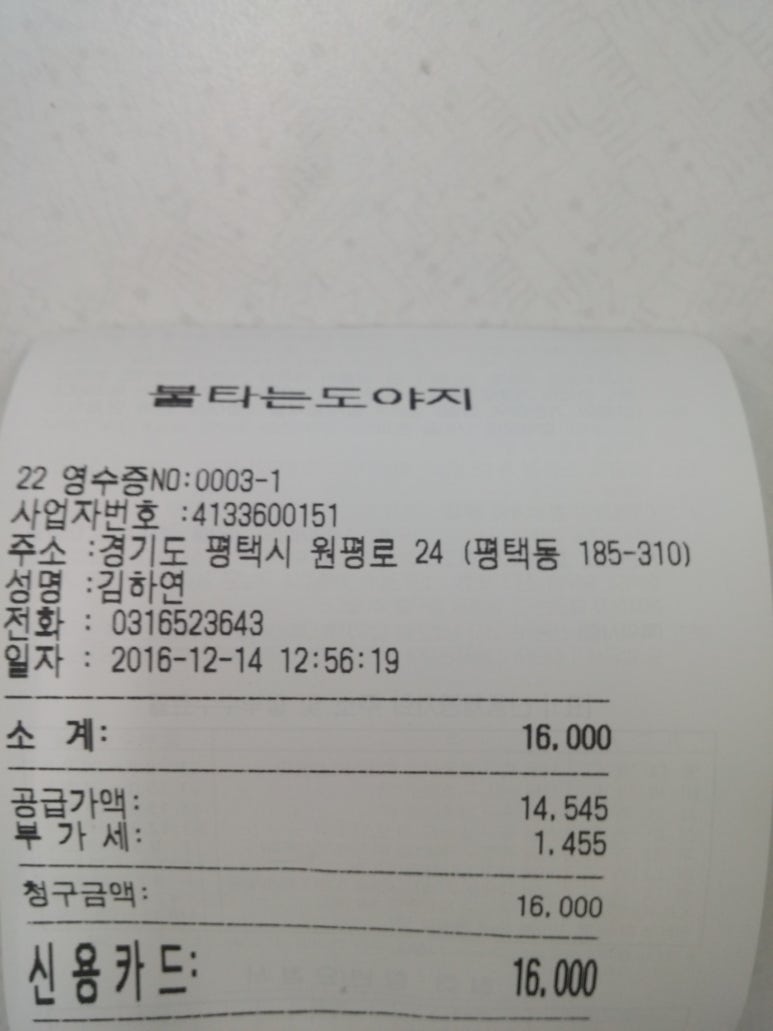 불타는도야지
22 영수증NO:0003-1
사업자번호 :4133600151
주소 :경기도 평택시 원평로 24 (평택동 185-310)
성명 :김하연
전화 : 0316523643
일자 : 2016-12-14 12:56:19
소 계: 16,000
공급가액: 14,545
부 가 세: 1,455
청구금액: 16,000
신용카드: 16,000